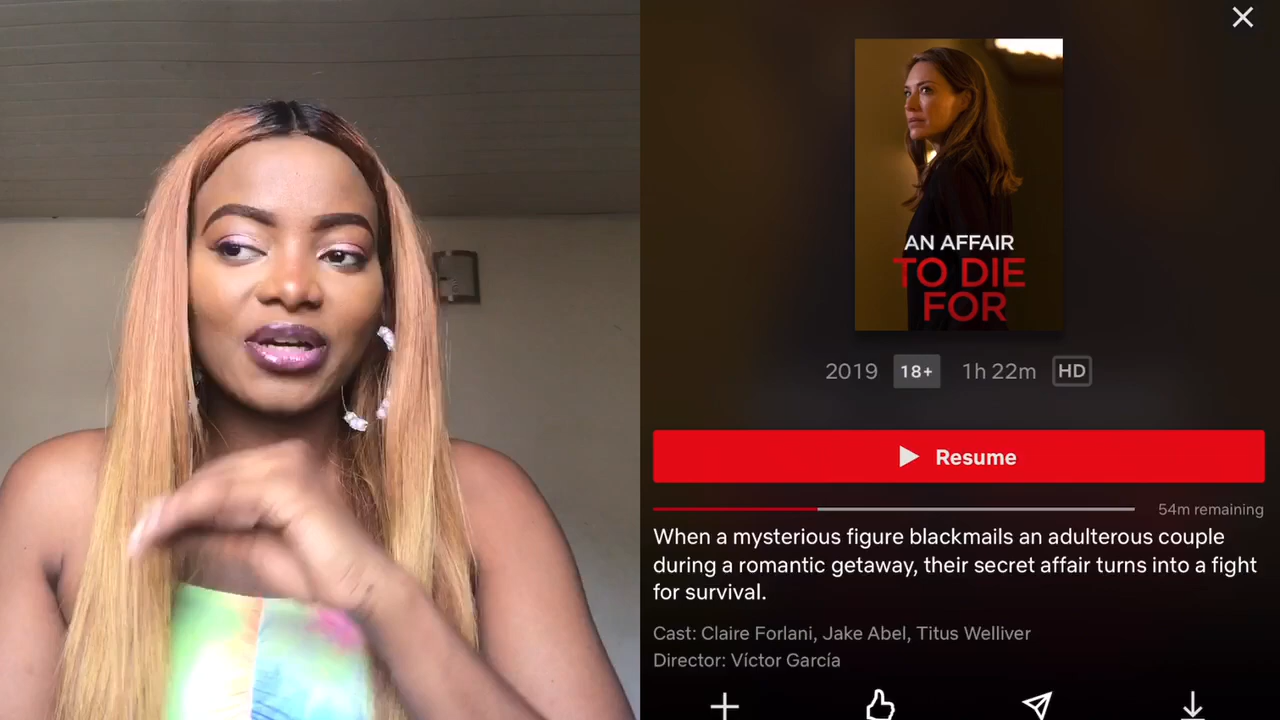 AN AFFAIR
TO DIE
FOR
2019 18+ 1h 22m HD
Resume
54m remaining
When a mysterious figure blackmails an adulterous couple
during a romantic getaway, their secret affair turns into a fight
for survival.
Cast: Claire Forlani, Jake Abel, Titus Welliver
Director: Víctor García